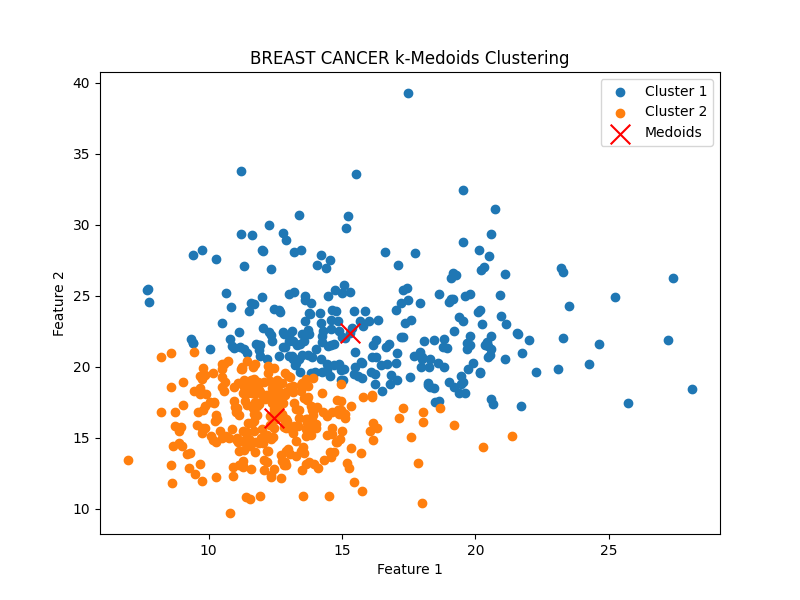 BREAST CANCER k-Medoids Clustering
Cluster 1
Cluster 2
Medoids
40
35
30
25
20
15
10
Feature 2
10
15
20
25
Feature 1